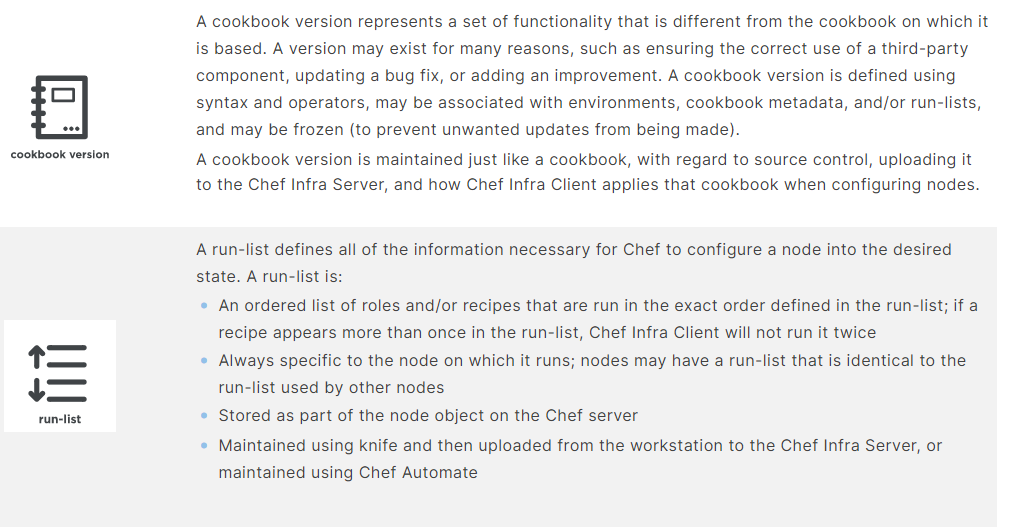 A cookbook version represents a set of functionality that is different from the cookbook on which it
is based. A version may exist for many reasons, such as ensuring the correct use of a third-party
component, updating a bug fix, or adding an improvement. A cookbook version is defined using
syntax and operators, may be associated with environments, cookbook metadata, and/or run-lists,
and may be frozen (to prevent unwanted updates from being made).
cookbook version
A cookbook version is maintained just like a cookbook, with regard to source control, uploading it
to the Chef Infra Server, and how Chef Infra Client applies that cookbook when configuring nodes.
A run-list defines all of the information necessary for Chef to configure a node into the desired
state. A run-list is:
An ordered list of roles and/or recipes that are run in the exact order defined in the run-list; if a
recipe appears more than once in the run-list, Chef Infra Client will not run it twice
Always specific to the node on which it runs; nodes may have a run-list that is identical to the
run-list used by other nodes
run-list
Stored as part of the node object on the Chef server
Maintained using knife and then uploaded from the workstation to the Chef Infra Server, or
maintained using Chef Automate